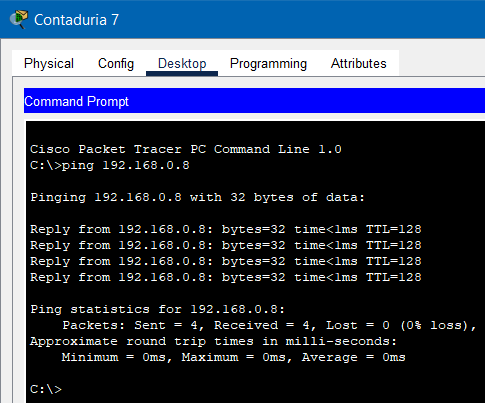 Contaduria 7
Physical Config Desktop Programming Attributes
Command Prompt
Cisco Packet Tracer PC Command Line 1.0
C:\>ping 192.168.0.8
Pinging 192.168.0.8 with 32 bytes of data:
Reply from 192.168.0.8: bytes=32 time<1ms TTL=128
Reply from 192.168.0.8: bytes=32 time<1ms TTL=128
Reply from 192.168.0.8: bytes=32 time<1ms TTL=128
Reply from 192.168.0.8: bytes=32 time<1ms TTL=128
Ping statistics for 192.168.0.8:
Packets: Sent = 4, Received = 4, Lost = 0 (0% loss),
Approximate round trip times in milli-seconds:
Minimum = 0ms, Maximum = 0ms, Average = 0ms
C:\>